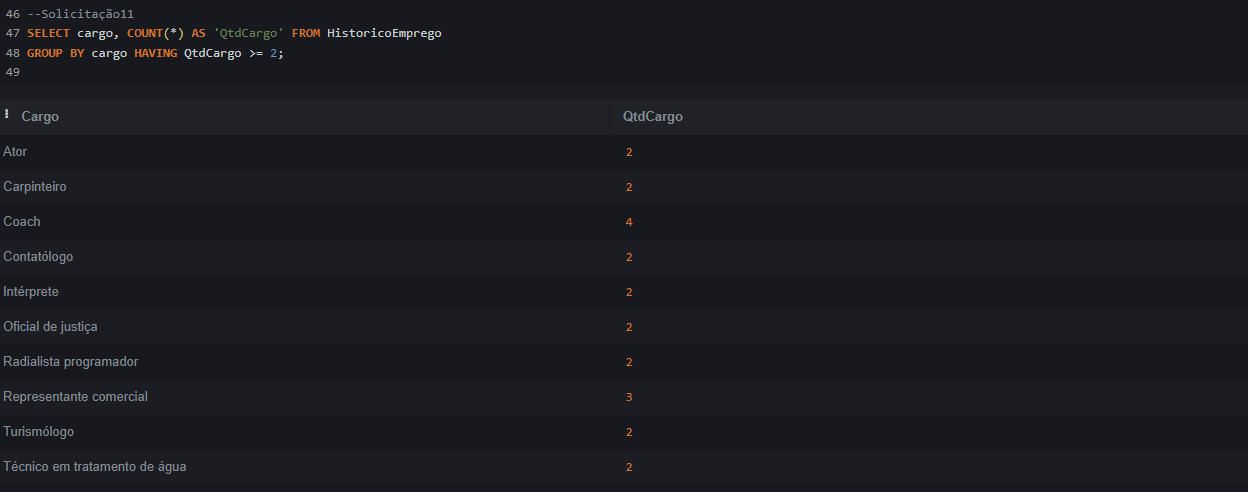 46 --Solicitação11
47 SELECT cargo, COUNT(*) AS 'QtdCargo' FROM HistoricoEmprego
48 GROUP BY cargo HAVING QtdCargo >= 2;
49
Cargo QtdCargo
Ator 2
Carpinteiro 2
Coach 4
Contatólogo 2
Intérprete 2
Oficial de justiça 2
Radialista programador 2
Representante comercial 3
Turismólogo 2
Técnico em tratamento de água 2